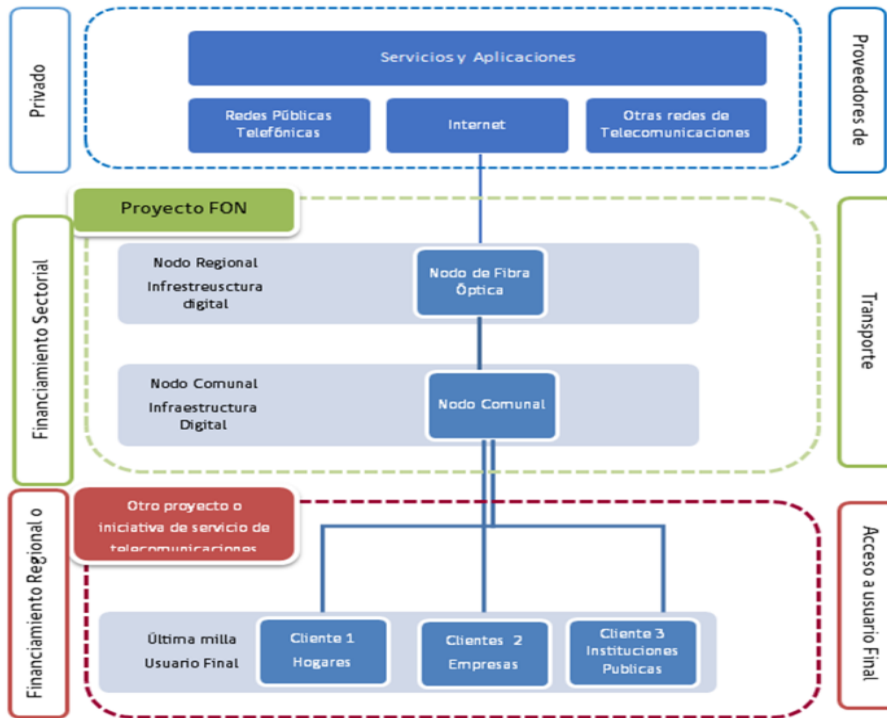 Privado
Servicios y Aplicaciones
Redes Públicas
Telefónicas
Internet
Otras redes de
Telecomunicaciones
Proveedores de
Proyecto FON
Financiamiento Sectorial
Nodo Regional
Infrestreusctura
digital
Nodo de Fibra
Óptica
Nodo Comunal
Infraestructura
Digital
Nodo Comunal
Transporte
Financiamiento Regional o
Otro proyecto o
iniciativa de servicio de
telecomunicaciones
Última milla
Usuario Final
Cliente 1
Hogares
Clientes 2
Empresas
Cliente 3
Instituciones
Publicas
Acceso a usuario Final